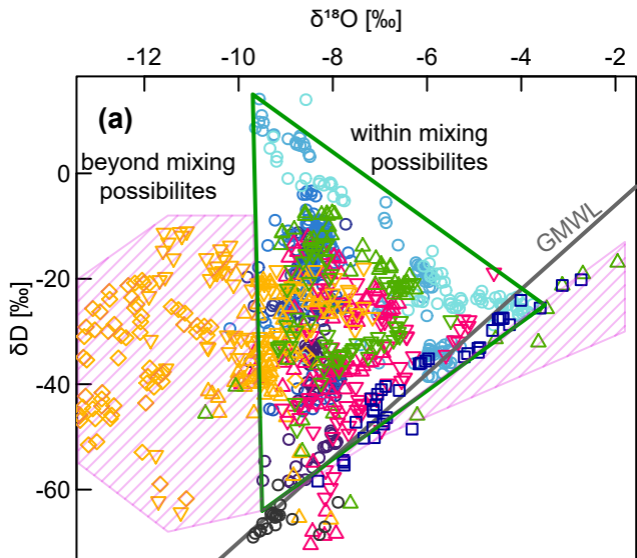 δ¹⁸O [‰]
-12 -10 -8 -6 -4 -2
(a)
within mixing
possibilites
beyond mixing
possibilites
GMWL
δD [‰]
0
-20
-40
-60